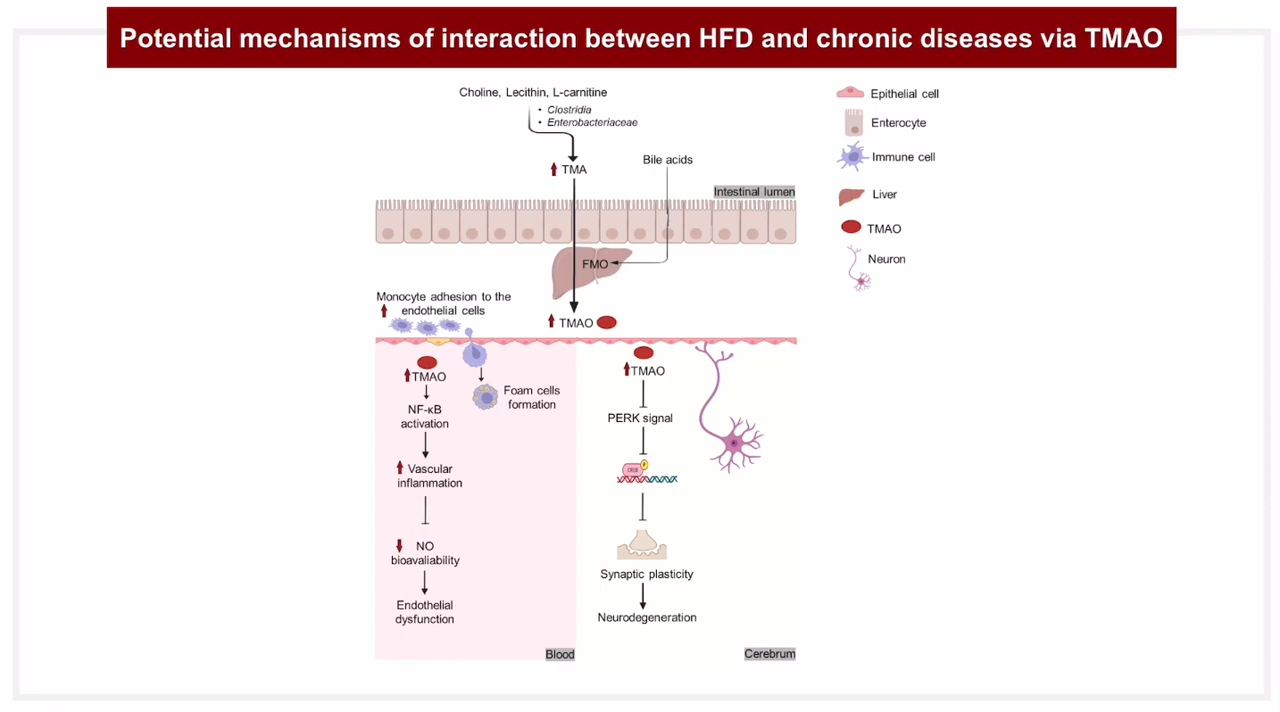 Potential mechanisms of interaction between HFD and chronic diseases via TMAO
Choline, Lecithin, L-carnitine
• Clostridia
• Enterobacteriaceae
TMA
Bile acids
Intestinal lumen
FMO
TMAO
Monocyte adhesion to the
endothelial cells
TMAO
NF-κB
activation
Vascular
inflammation
NO
bioavaliability
Endothelial
dysfunction
Foam cells
formation
Blood
TMAO
PERK signal
CREB
P
Synaptic plasticity
Neurodegeneration
Cerebrum
Epithelial cell
Enterocyte
Immune cell
Liver
TMAO
Neuron